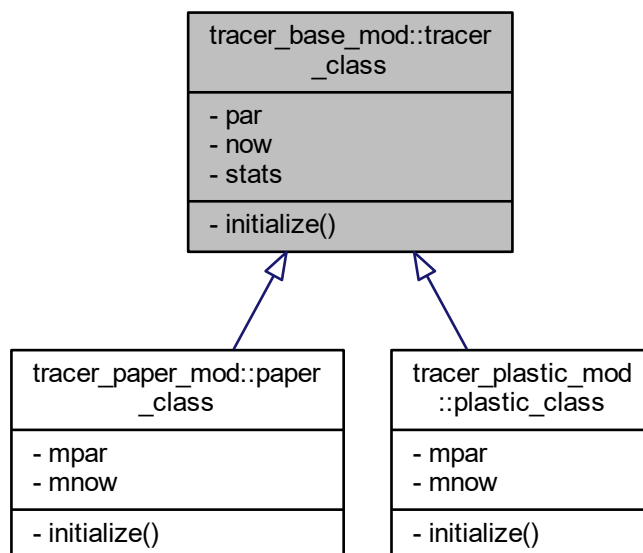 tracer_base_mod::tracer
_class
- par
- now
- stats
- initialize()
tracer_paper_mod::paper
_class
- mpar
- mnow
- initialize()
tracer_plastic_mod
::plastic_class
- mpar
- mnow
- initialize()